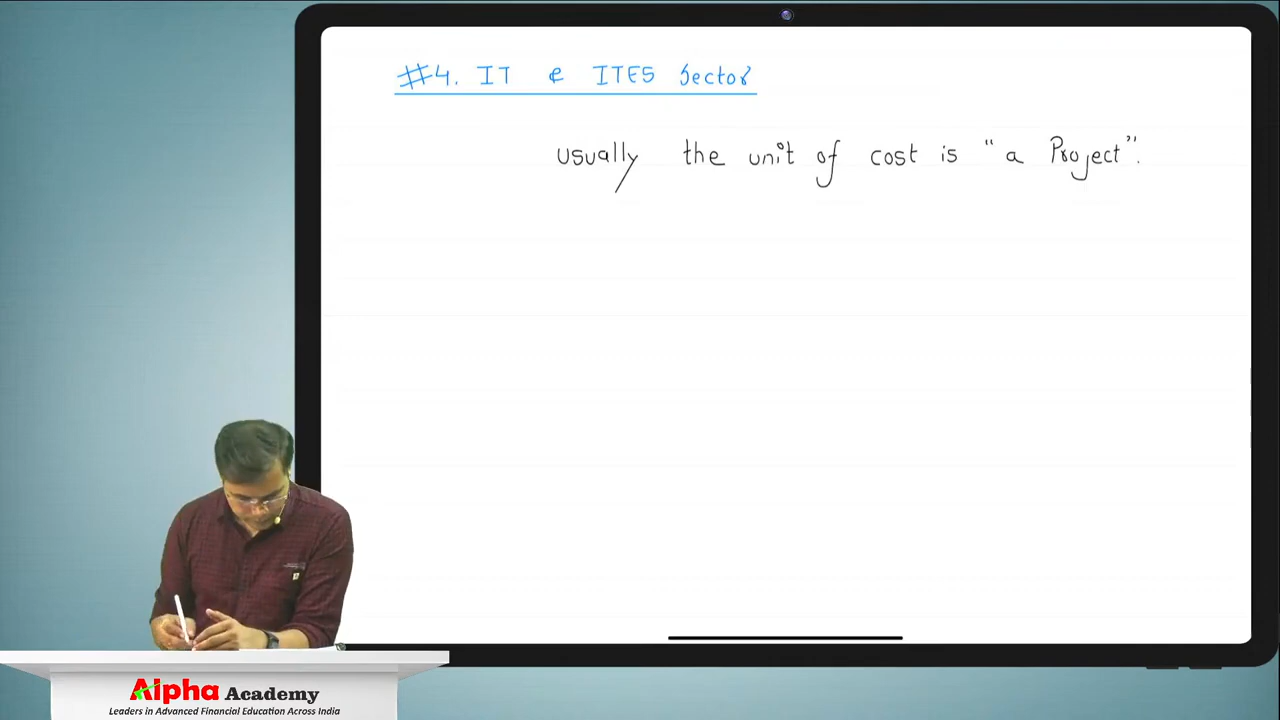 #4. IT & ITES Sector
usually the unit of cost is "a Project".
Alpha Academy
Leaders in Advanced Financial Education Across India